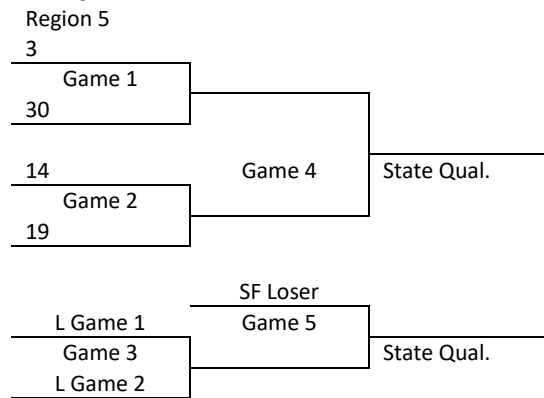 Region 5
3
Game 1
30
14
Game 4
State Qual.
Game 2
19
SF Loser
L Game 1
Game 5
Game 3
State Qual.
L Game 2